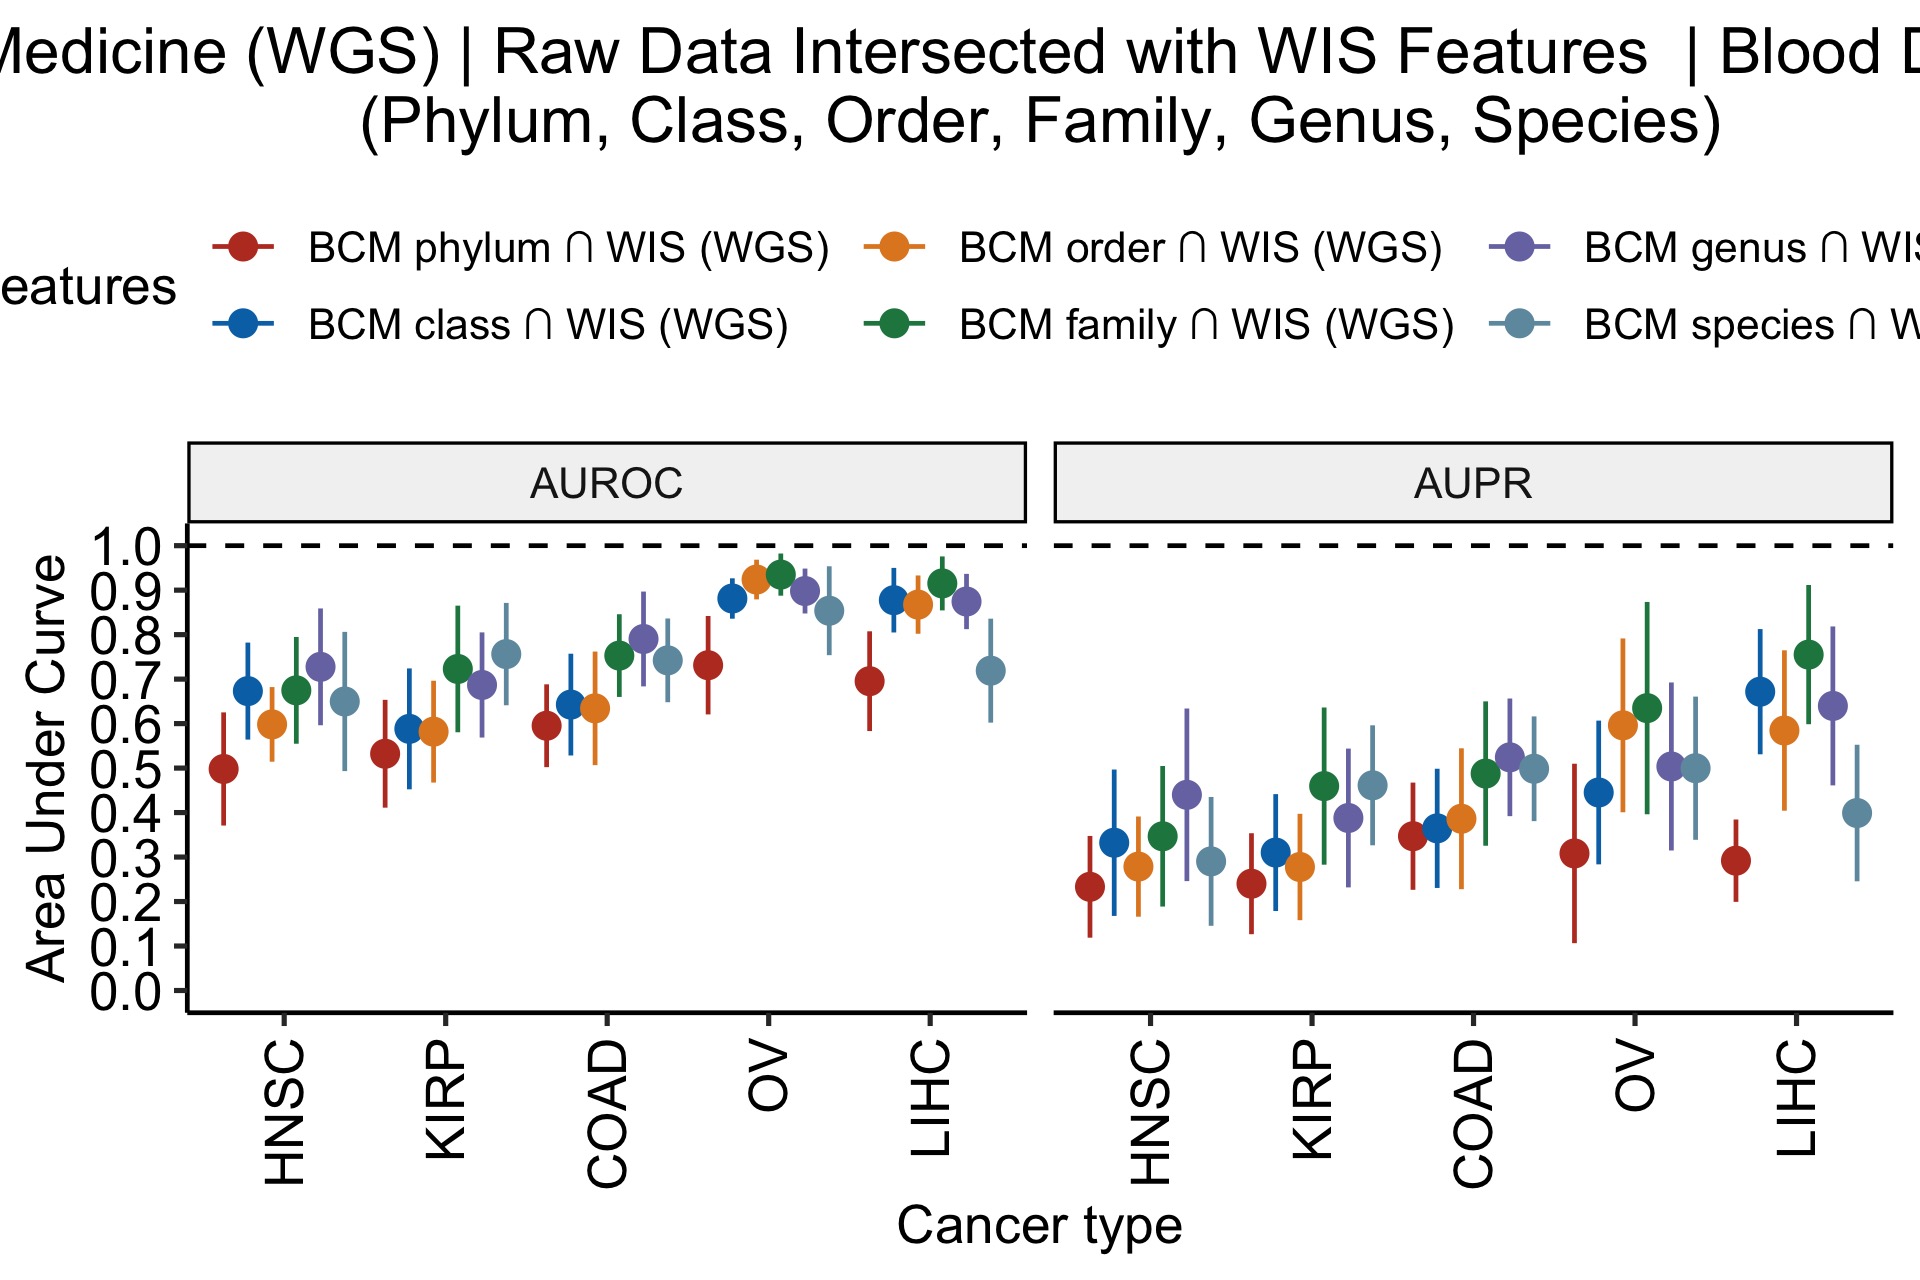 Medicine (WGS) | Raw Data Intersected with WIS Features | Blood D
(Phylum, Class, Order, Family, Genus, Species)
eatures
BCM phylum ∩ WIS (WGS)
BCM order ∩ WIS (WGS)
BCM genus ∩ WIS
BCM class ∩ WIS (WGS)
BCM family ∩ WIS (WGS)
BCM species ∩ W
AUROC
AUPR
Area Under Curve
1.0
0.9
0.8
0.7
0.6
0.5
0.4
0.3
0.2
0.1
0.0
HNSC
KIRP
COAD
OV
LIHC
HNSC
KIRP
COAD
OV
LIHC
Cancer type